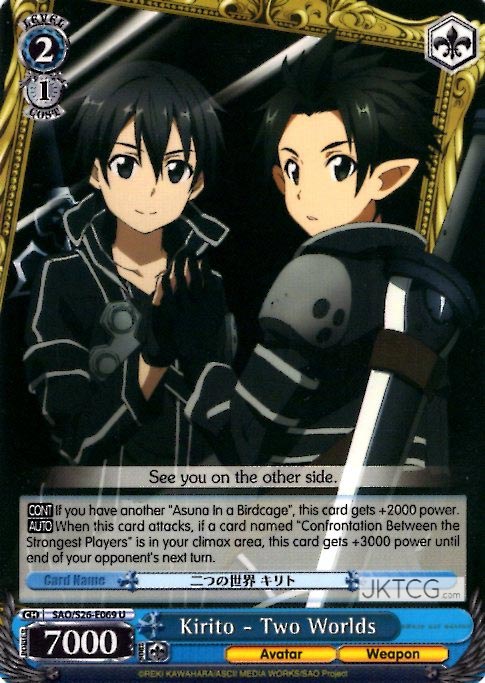 LEVEL
2
1
COST
See you on the other side.
CONT If you have another "Asuna In a Birdcage", this card gets +2000 power.
AUTO When this card attacks, if a card named "Confrontation Between the
Strongest Players" is in your climax area, this card gets +3000 power until
end of your opponent's next turn.
Card Name 二つの世界 キリト
JKTCG.com
CH SAO/S26-E069 U
POWER 7000
Kirito - Two Worlds
Avatar Weapon
©REKI KAWAHARA/ASCII MEDIA WORKS/SAO Project